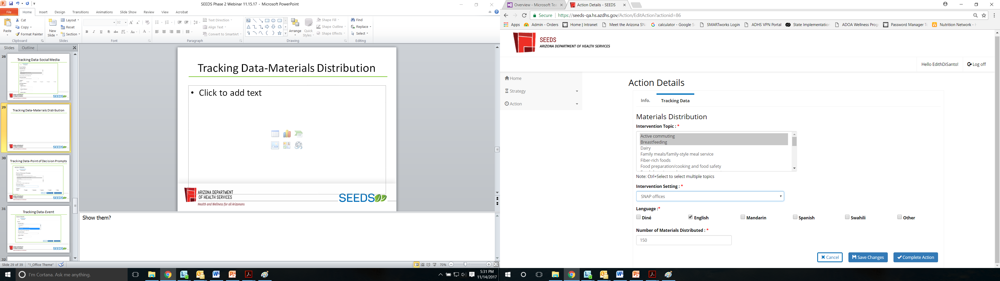 SEEDS Phase 2 Webinar 11.15.17 - Microsoft PowerPoint
File Home Insert Design Transitions Animations Slide Show Review View Acrobat
Paste
Cut
Copy
Format Painter
Clipboard
New Slide
Layout
Reset
Section
Slides
32
Font
Paragraph
Text Direction
Align Text
Convert to SmartArt
Arrange
Quick Styles
Shape Fill
Shape Outline
Shape Effects
Drawing
Find
Replace
Select
Editing
Slides Outline
28
Tracking Data-Social Media
SEEDS
29
Tracking Data-Materials Distribution
SEEDS
30
Tracking Data-Point of Decision Prompts
SEEDS
31
Tracking Data-Event
SEEDS
32
Tracking Data-Materials Distribution
• Click to add text
ARIZONA DEPARTMENT
OF HEALTH SERVICES
Health and Wellness for all Arizonans
SEEDS
Show them?
Slide 29 of 39 "1_Office Theme" 70%
I'm Cortana. Ask me anything.
5:31 PM
11/14/2017
Overview - Microsoft Tea
Action Details - SEEDS
Secure https://seeds-qa.hs.azdhs.gov/Action/EditAction?actionid=86
Apps Admin - Orders Home | Intranet Meet the Arizona SN calculator - Google S SMARTworks Login ADHS VPN Portal State Implementation ADOA Wellness Prog Password Manager T Nutrition Network -
SEEDS
ARIZONA DEPARTMENT OF HEALTH SERVICES
Hello EdithDiSanto! Log off
Home
Strategy
Action
Action Details
Info. Tracking Data
Materials Distribution
Intervention Topic : *
Active commuting
Breastfeeding
Dairy
Family meals/family-style meal service
Fiber-rich foods
Food preparation/cooking and food safety
Note: Ctrl+Select to select multiple topics
Intervention Setting : *
SNAP offices
Language :*
Diné English Mandarin Spanish Swahili Other
Number of Materials Distributed : *
150
Cancel Save Changes Complete Action